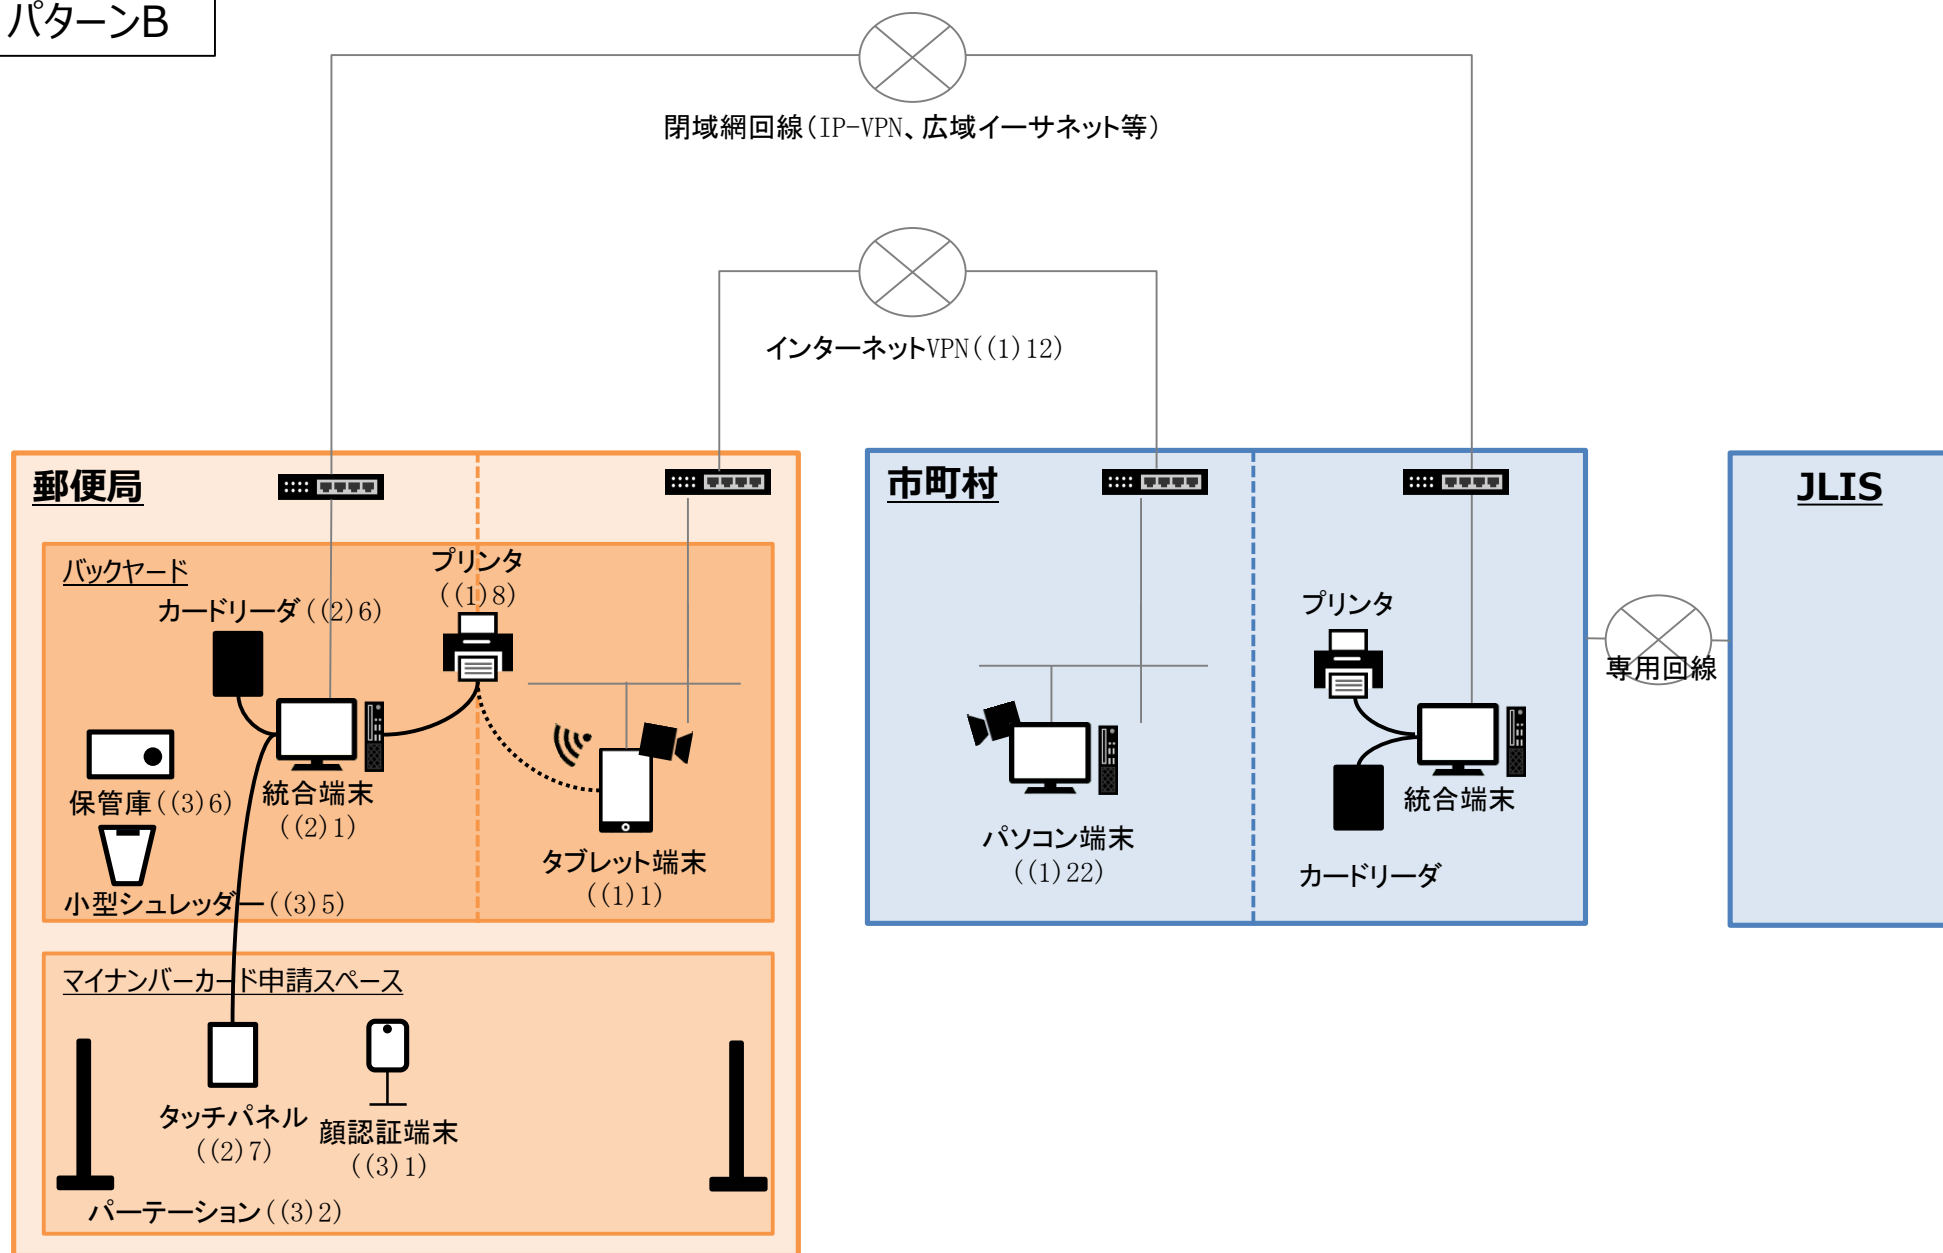 パターンB
閉域網回線（IP-VPN、広域イーサネット等）
インターネットVPN((1)12)
郵便局
バックヤード
プリンタ
((1)8)
カードリーダ((2)6)
保管庫((3)6)
統合端末
((2)1)
小型シュレッダー((3)5)
タブレット端末
((1)1)
マイナンバーカード申請スペース
タッチパネル
((2)7)
顔認証端末
((3)1)
パーテーション((3)2)
市町村
パソコン端末
((1)22)
プリンタ
統合端末
カードリーダ
専用回線
JLIS